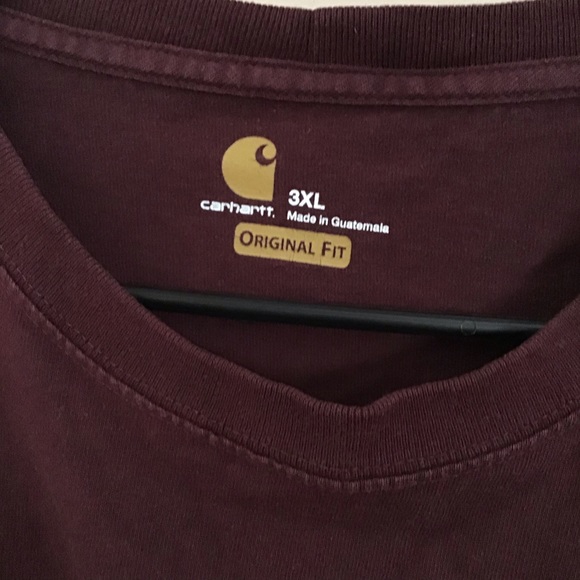 carhartt.
3XL
Made in Guatemala
ORIGINAL FIT